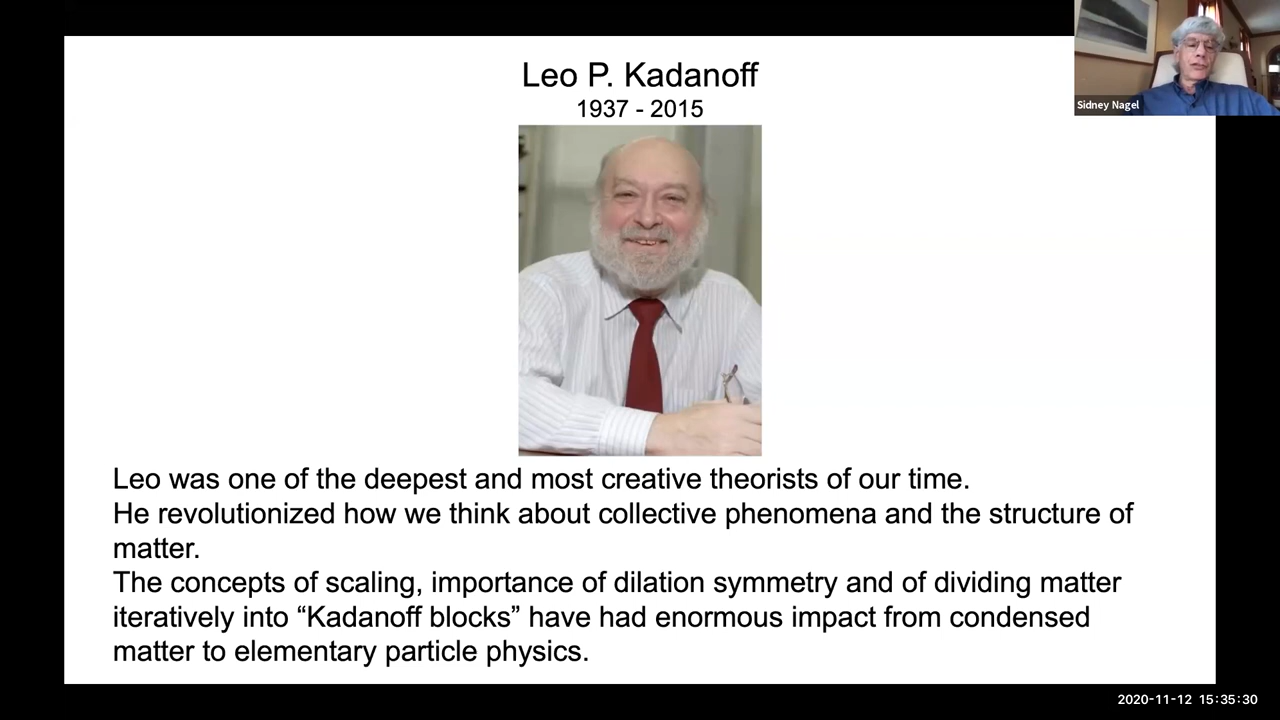 Leo P. Kadanoff
1937 - 2015
Sidney Nagel
Leo was one of the deepest and most creative theorists of our time.
He revolutionized how we think about collective phenomena and the structure of
matter.
The concepts of scaling, importance of dilation symmetry and of dividing matter
iteratively into “Kadanoff blocks” have had enormous impact from condensed
matter to elementary particle physics.
2020-11-12 15:35:30